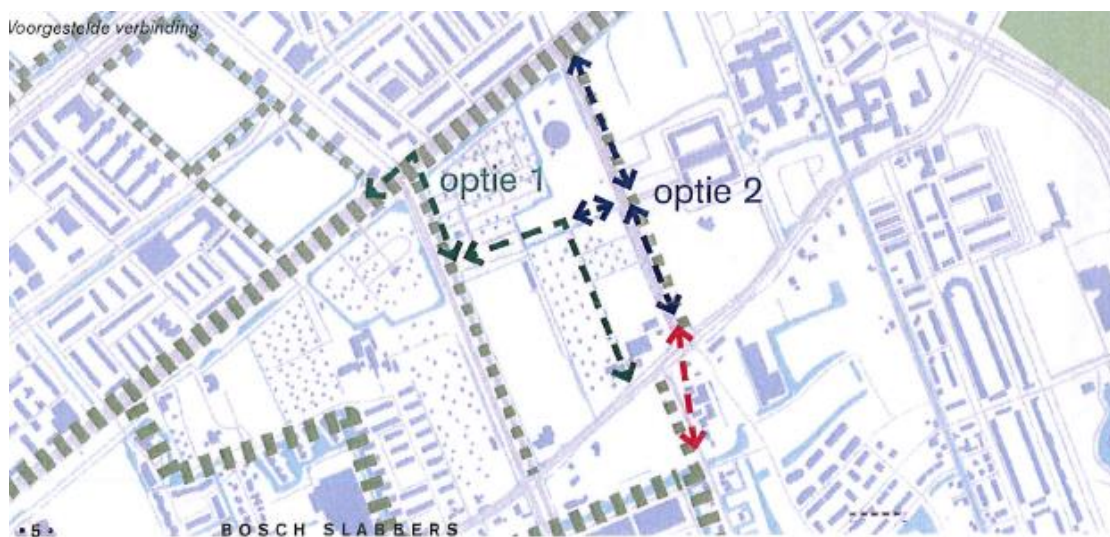 Voorgestelde verbinding
optie 1
optie 2
•5•
BOSCH SLABBERS